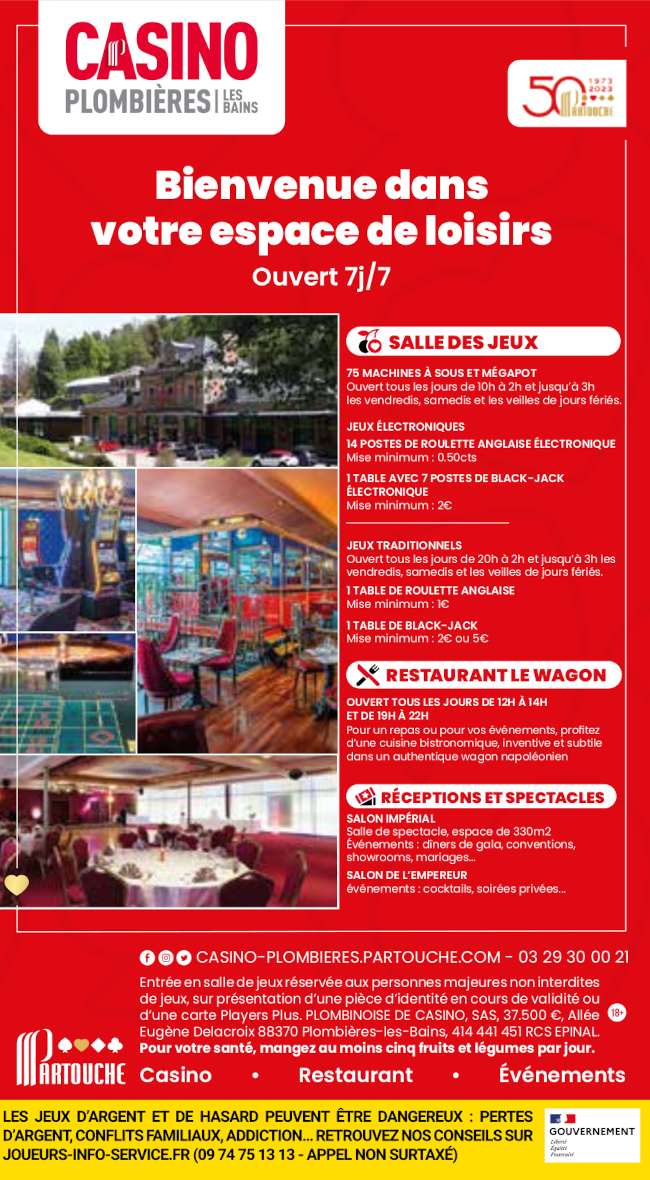 CASINO
PLOMBIÈRES | LES BAINS
50 1973 2023
PARTOUCHE
Bienvenue dans
votre espace de loisirs
Ouvert 7j/7
SALLE DES JEUX
75 MACHINES À SOUS ET MÉGAPOT
Ouvert tous les jours de 10h à 2h et jusqu'à 3h
les vendredis, samedis et les veilles de jours fériés.
JEUX ÉLECTRONIQUES
14 POSTES DE ROULETTE ANGLAISE ÉLECTRONIQUE
Mise minimum : 0.50cts
1 TABLE AVEC 7 POSTES DE BLACK-JACK
ÉLECTRONIQUE
Mise minimum : 2€
JEUX TRADITIONNELS
Ouvert tous les jours de 20h à 2h et jusqu'à 3h les
vendredis, samedis et les veilles de jours fériés.
1 TABLE DE ROULETTE ANGLAISE
Mise minimum : 1€
1 TABLE DE BLACK-JACK
Mise minimum : 2€ ou 5€
RESTAURANT LE WAGON
OUVERT TOUS LES JOURS DE 12H À 14H
ET DE 19H À 22H
Pour un repas ou pour vos événements, profitez
d'une cuisine bistronomique, inventive et subtile
dans un authentique wagon napoléonien
RÉCEPTIONS ET SPECTACLES
SALON IMPÉRIAL
Salle de spectacle, espace de 330m2
Événements : dîners de gala, conventions,
showrooms, mariages...
SALON DE L'EMPEREUR
événements : cocktails, soirées privées...
CASINO-PLOMBIERES.PARTOUCHE.COM - 03 29 30 00 21
Entrée en salle de jeux réservée aux personnes majeures non interdites
de jeux, sur présentation d'une pièce d'identité en cours de validité ou
d'une carte Players Plus. PLOMBINOISE DE CASINO, SAS, 37.500 €, Allée
Eugène Delacroix 88370 Plombières-les-Bains, 414 441 451 RCS EPINAL.
18+
Pour votre santé, mangez au moins cinq fruits et légumes par jour.
PARTOUCHE
Casino • Restaurant • Événements
LES JEUX D'ARGENT ET DE HASARD PEUVENT ÊTRE DANGEREUX : PERTES
D'ARGENT, CONFLITS FAMILIAUX, ADDICTION... RETROUVEZ NOS CONSEILS SUR
JOUEURS-INFO-SERVICE.FR (09 74 75 13 13 - APPEL NON SURTAXÉ)
GOUVERNEMENT
Liberté
Égalité
Fraternité